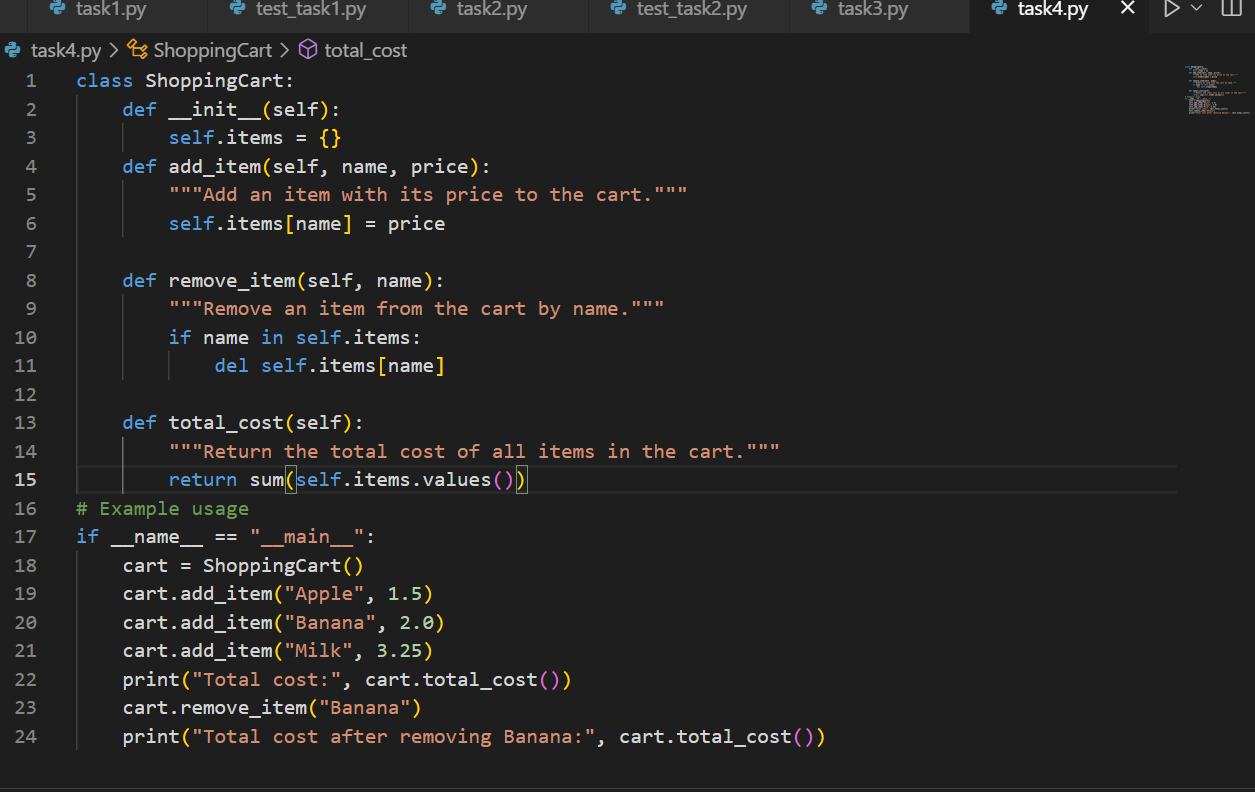 task1.py test_task1.py task2.py test_task2.py task3.py task4.py
task4.py > ShoppingCart > total_cost
1 class ShoppingCart:
2     def __init__(self):
3         self.items = {}
4     def add_item(self, name, price):
5         """Add an item with its price to the cart."""
6         self.items[name] = price
7
8     def remove_item(self, name):
9         """Remove an item from the cart by name."""
10         if name in self.items:
11             del self.items[name]
12
13     def total_cost(self):
14         """Return the total cost of all items in the cart."""
15         return sum(self.items.values())
16 # Example usage
17 if __name__ == "__main__":
18     cart = ShoppingCart()
19     cart.add_item("Apple", 1.5)
20     cart.add_item("Banana", 2.0)
21     cart.add_item("Milk", 3.25)
22     print("Total cost:", cart.total_cost())
23     cart.remove_item("Banana")
24     print("Total cost after removing Banana:", cart.total_cost())